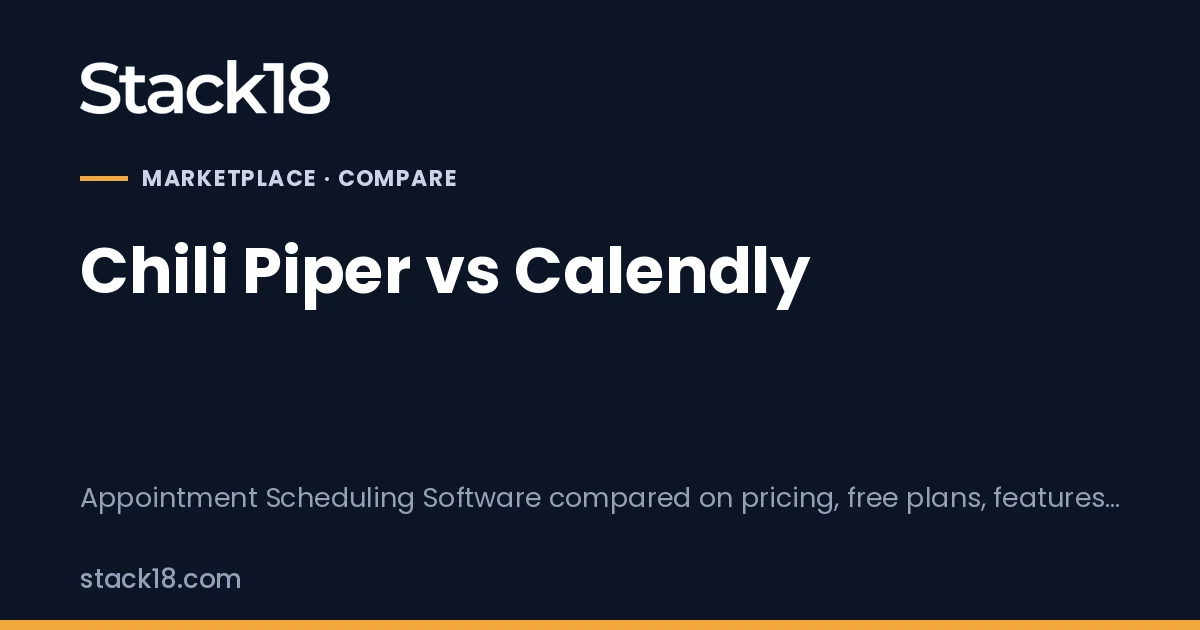 Stack18
MARKETPLACE · COMPARE
Chili Piper vs Calendly
Appointment Scheduling Software compared on pricing, free plans, features...
stack18.com